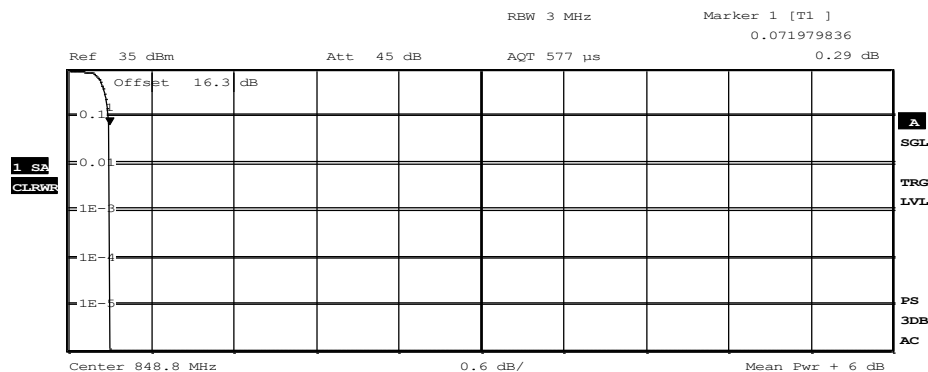 RBW 3 MHz Marker 1 [T1 ]
0.071979836
Ref 35 dBm Att 45 dB AQT 577 µs 0.29 dB
Offset 16.3 dB
1
0.1
A
SGL
0.01
1 SA
CLRWR
TRG
LVL
1E-3
1E-4
1E-5
PS
3DB
AC
Center 848.8 MHz 0.6 dB/ Mean Pwr + 6 dB